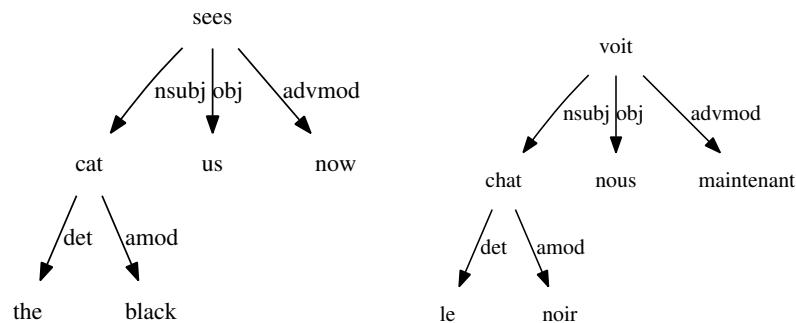 sees
nsubj obj advmod
cat us now
det amod
the black
voit
nsubj obj advmod
chat nous maintenant
det amod
le noir